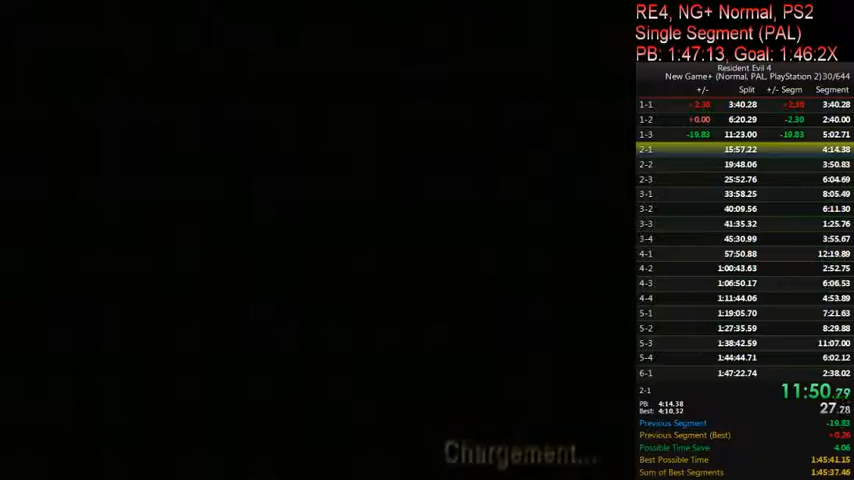 RE4, NG+ Normal, PS2
Single Segment (PAL)
PB: 1:47:13, Goal: 1:46:2X
Resident Evil 4
New Game+ (Normal, PAL, PlayStation 2) 30/644
+/- Split +/- Segm Segment
1-1 +2.30 3:40.28 +2.30 3:40.28
1-2 +0.00 6:20.29 -2.30 2:40.00
1-3 -19.83 11:23.00 -19.83 5:02.71
2-1 15:57.22 4:14.38
2-2 19:48.06 3:50.83
2-3 25:52.76 6:04.69
3-1 33:58.25 8:05.49
3-2 40:09.56 6:11.30
3-3 41:35.32 1:25.76
3-4 45:30.99 3:55.67
4-1 57:50.88 12:19.89
4-2 1:00:43.63 2:52.75
4-3 1:06:50.17 6:06.53
4-4 1:11:44.06 4:53.89
5-1 1:19:05.70 7:21.63
5-2 1:27:35.59 8:29.88
5-3 1:38:42.59 11:07.00
5-4 1:44:44.71 6:02.12
6-1 1:47:22.74 2:38.02
2-1 11:50.79
PB: 4:14.38 27.28
Best: 4:10.32
Previous Segment -19.83
Previous Segment (Best) +0.26
Possible Time Save 4.06
Best Possible Time 1:45:41.15
Sum of Best Segments 1:45:37.46
Chargement...